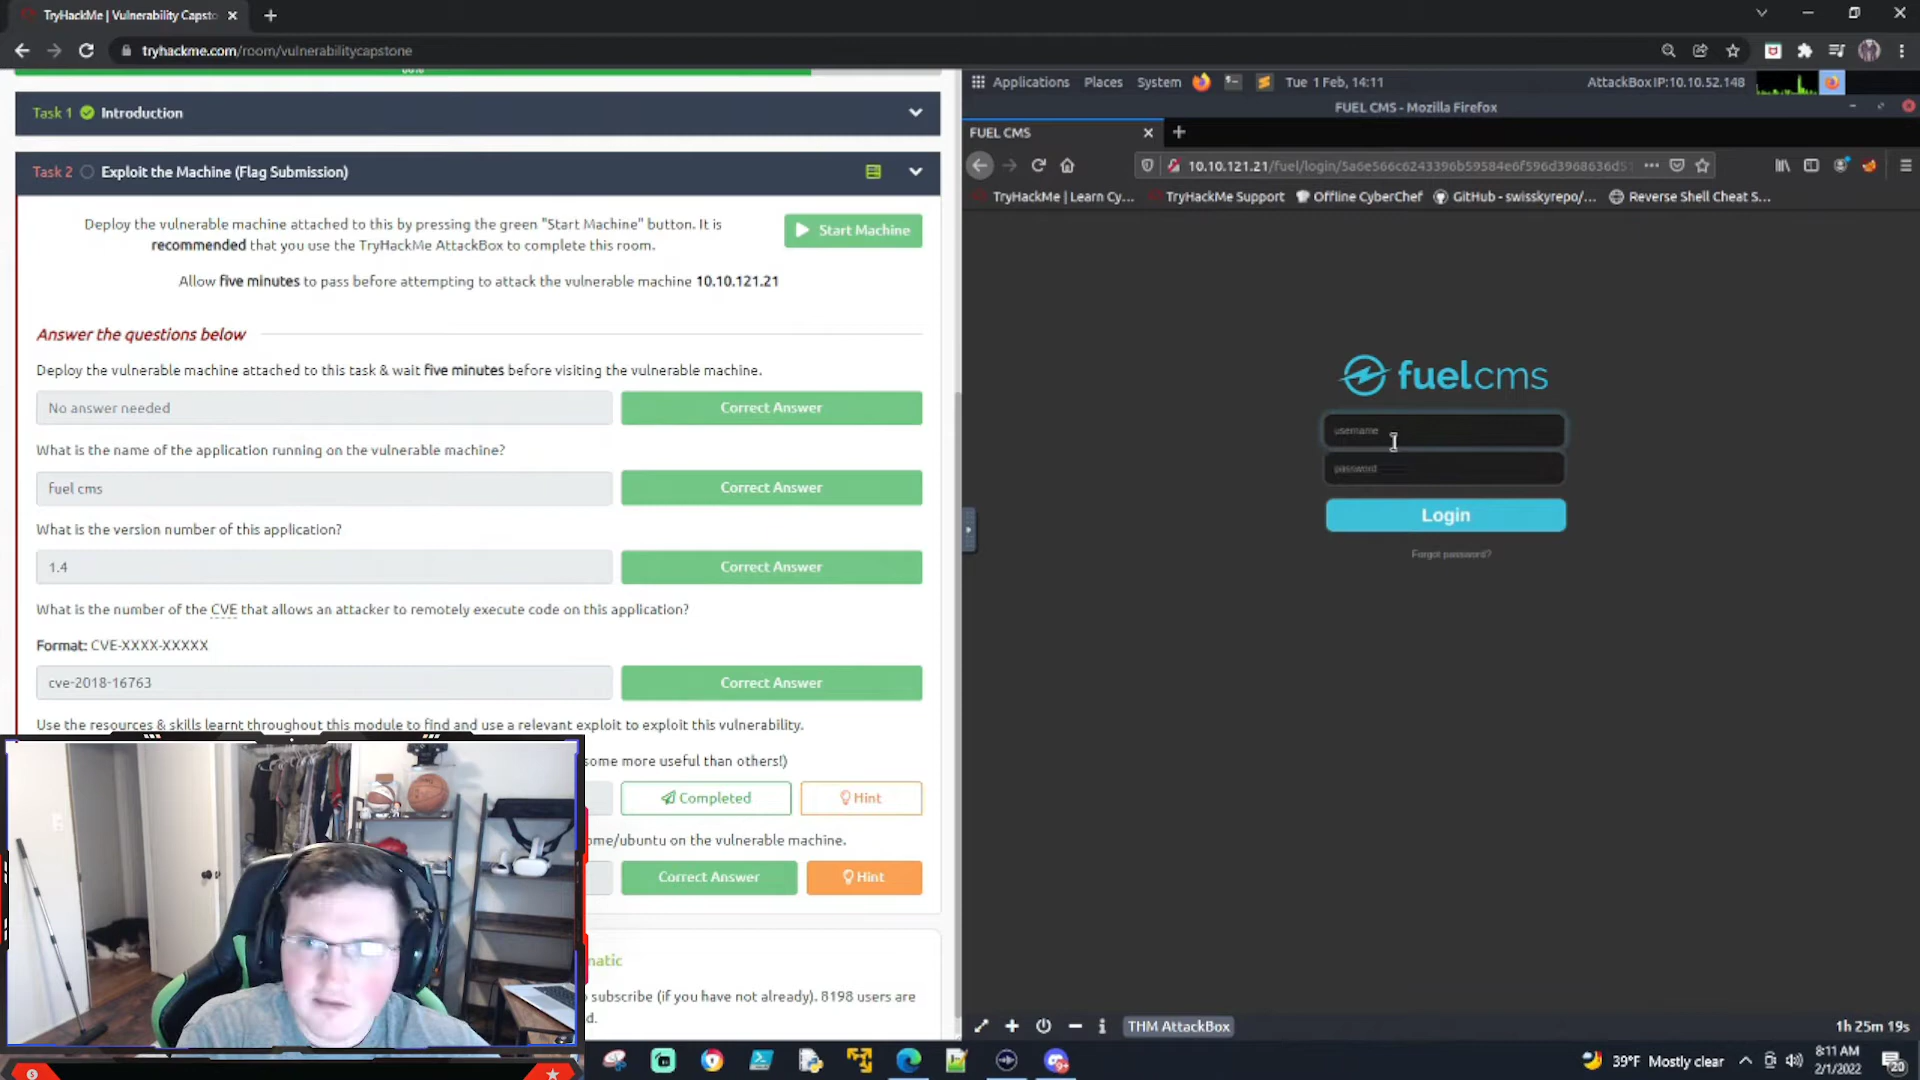 TryHackMe | Vulnerability Capsto
tryhackme.com/room/vulnerabilitycapstone
Task 1 Introduction
Task 2 Exploit the Machine (Flag Submission)
Deploy the vulnerable machine attached to this by pressing the green "Start Machine" button. It is
recommended that you use the TryHackMe AttackBox to complete this room.
Start Machine
Allow five minutes to pass before attempting to attack the vulnerable machine 10.10.121.21
Answer the questions below
Deploy the vulnerable machine attached to this task & wait five minutes before visiting the vulnerable machine.
No answer needed
Correct Answer
What is the name of the application running on the vulnerable machine?
fuel cms
Correct Answer
What is the version number of this application?
1.4
Correct Answer
What is the number of the CVE that allows an attacker to remotely execute code on this application?
Format: CVE-XXXX-XXXXX
cve-2018-16763
Correct Answer
Use the resources & skills learnt throughout this module to find and use a relevant exploit to exploit this vulnerability.
some more useful than others!)
Completed
Hint
ome/ubuntu on the vulnerable machine.
Correct Answer
Hint
matic
subscribe (if you have not already). 8198 users are
d.
Applications Places System Tue 1 Feb, 14:11 AttackBox IP:10.10.52.148
FUEL CMS - Mozilla Firefox
FUEL CMS
10.10.121.21/fuel/login/5a6e566c6243396b59584e6f596d3968636d51
TryHackMe | Learn Cy... TryHackMe Support Offline CyberChef GitHub - swisskyrepo/... Reverse Shell Cheat S...
fuelcms
username
password
Login
Forgot password?
THM AttackBox
1h 25m 19s
39°F Mostly clear
8:11 AM
2/1/2022
20